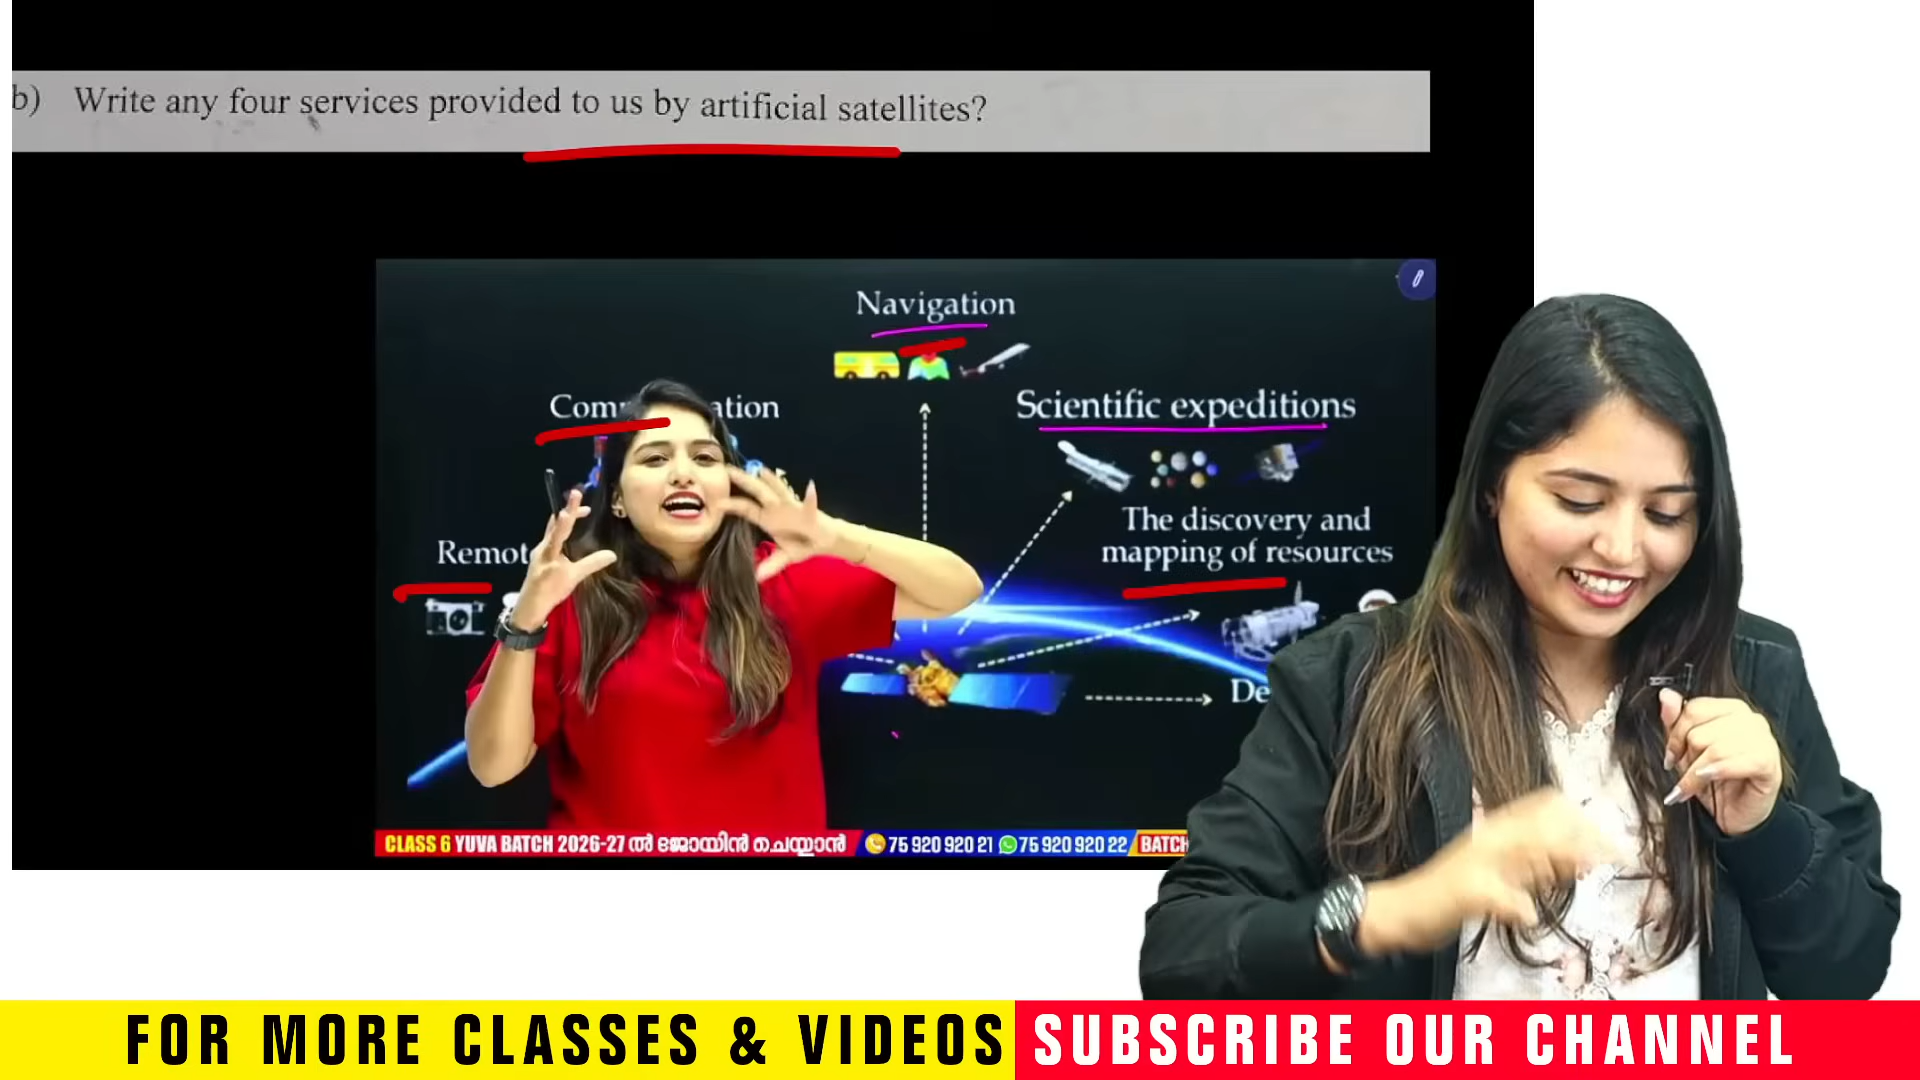 b) Write any four services provided to us by artificial satellites?
Navigation
Scientific expeditions
The discovery and
mapping of resources
CLASS 6 YUVA BATCH 2026-27 ൽ ജോയിൻ ചെയ്യാൻ 75 920 920 21 75 920 920 22 BATCH
FOR MORE CLASSES & VIDEOS SUBSCRIBE OUR CHANNEL